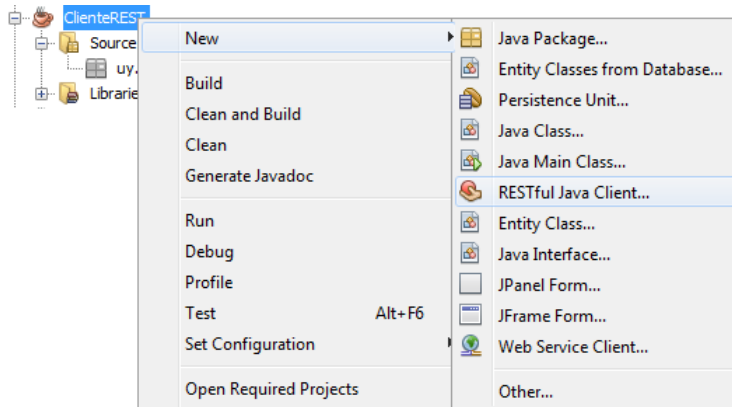 ClienteREST
Source
uy.
Librarie
New
Build
Clean and Build
Clean
Generate Javadoc
Run
Debug
Profile
Test Alt+F6
Set Configuration
Open Required Projects
Java Package...
Entity Classes from Database...
Persistence Unit...
Java Class...
Java Main Class...
RESTful Java Client...
Entity Class...
Java Interface...
JPanel Form...
JFrame Form...
Web Service Client...
Other...